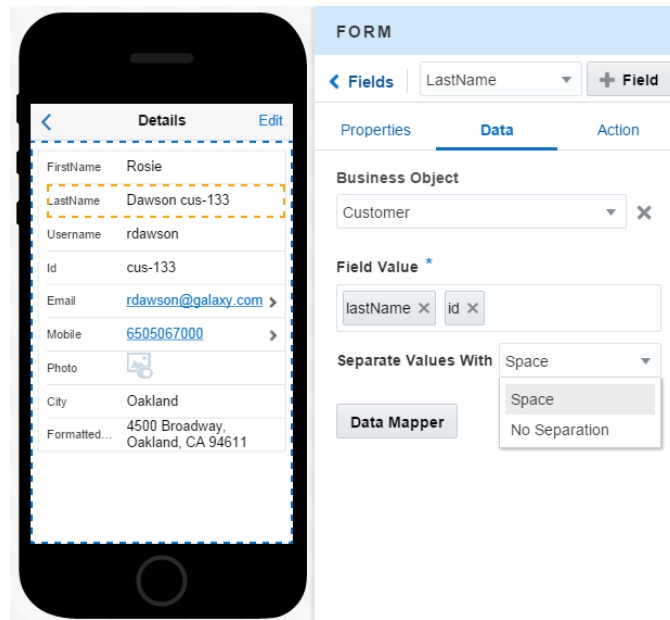 Details
Edit
FirstName Rosie
LastName Dawson cus-133
Username rdawson
Id cus-133
Email rdawson@galaxy.com
Mobile 6505067000
Photo
City Oakland
Formatted... 4500 Broadway,
Oakland, CA 94611
FORM
Fields
LastName
Field
Properties
Data
Action
Business Object
Customer
Field Value *
lastName
id
Separate Values With Space
Space
No Separation
Data Mapper